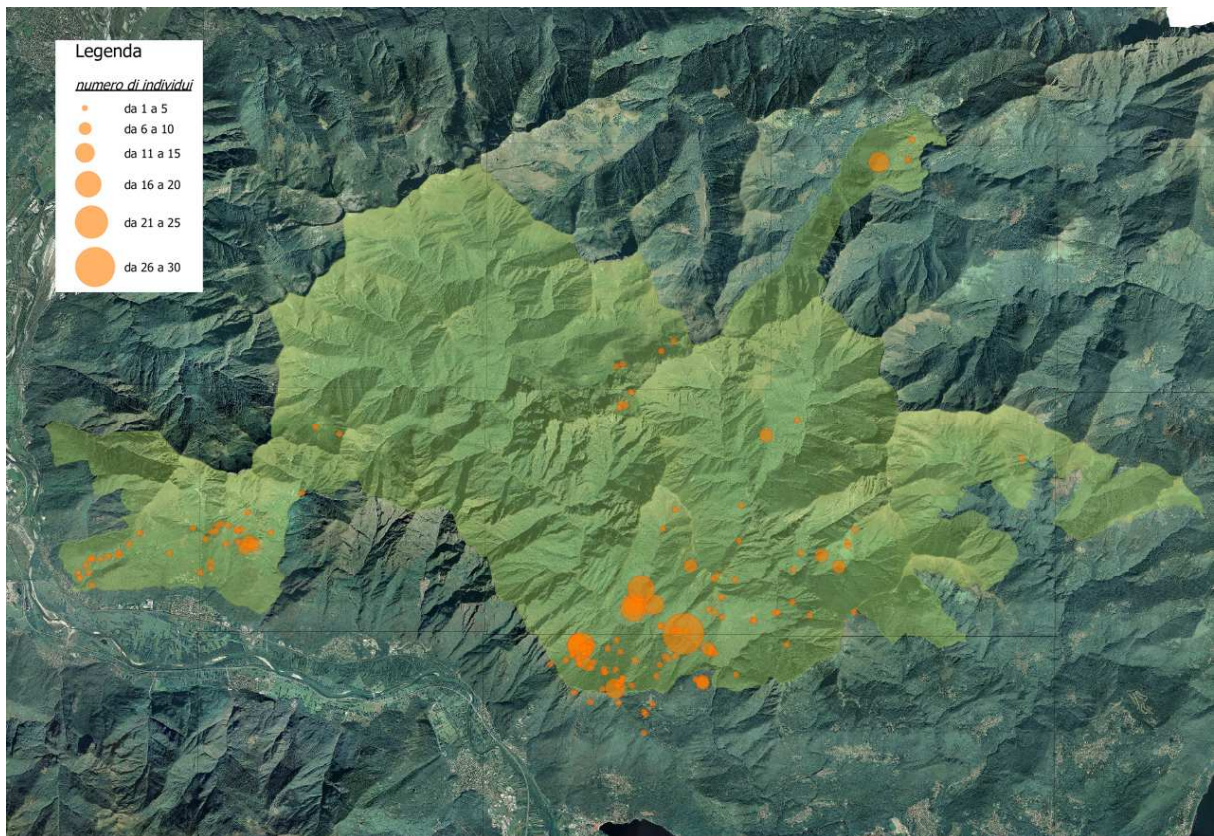 Legenda
numero di individui
da 1 a 5
da 6 a 10
da 11 a 15
da 16 a 20
da 21 a 25
da 26 a 30